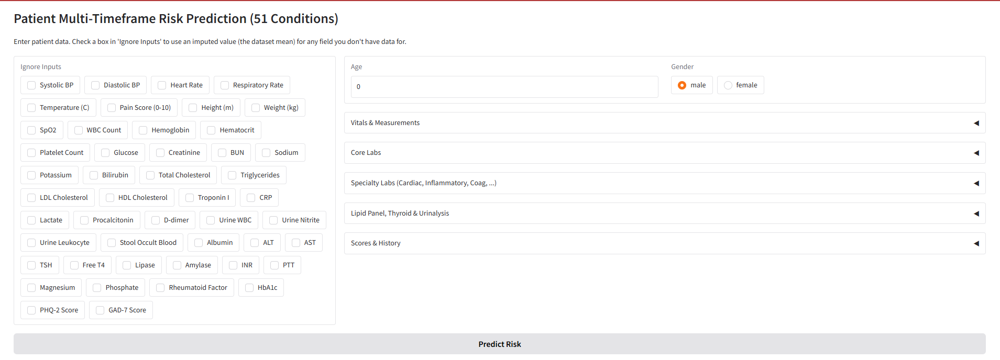 Patient Multi-Timeframe Risk Prediction (51 Conditions)
Enter patient data. Check a box in 'Ignore Inputs' to use an imputed value (the dataset mean) for any field you don't have data for.
Ignore Inputs
Systolic BP Diastolic BP Heart Rate Respiratory Rate
Temperature (C) Pain Score (0-10) Height (m) Weight (kg)
SpO2 WBC Count Hemoglobin Hematocrit
Platelet Count Glucose Creatinine BUN Sodium
Potassium Bilirubin Total Cholesterol Triglycerides
LDL Cholesterol HDL Cholesterol Troponin I CRP
Lactate Procalcitonin D-dimer Urine WBC Urine Nitrite
Urine Leukocyte Stool Occult Blood Albumin ALT AST
TSH Free T4 Lipase Amylase INR PTT
Magnesium Phosphate Rheumatoid Factor HbA1c
PHQ-2 Score GAD-7 Score
Age
0
Gender
male female
Vitals & Measurements
Core Labs
Specialty Labs (Cardiac, Inflammatory, Coag, ...)
Lipid Panel, Thyroid & Urinalysis
Scores & History
Predict Risk